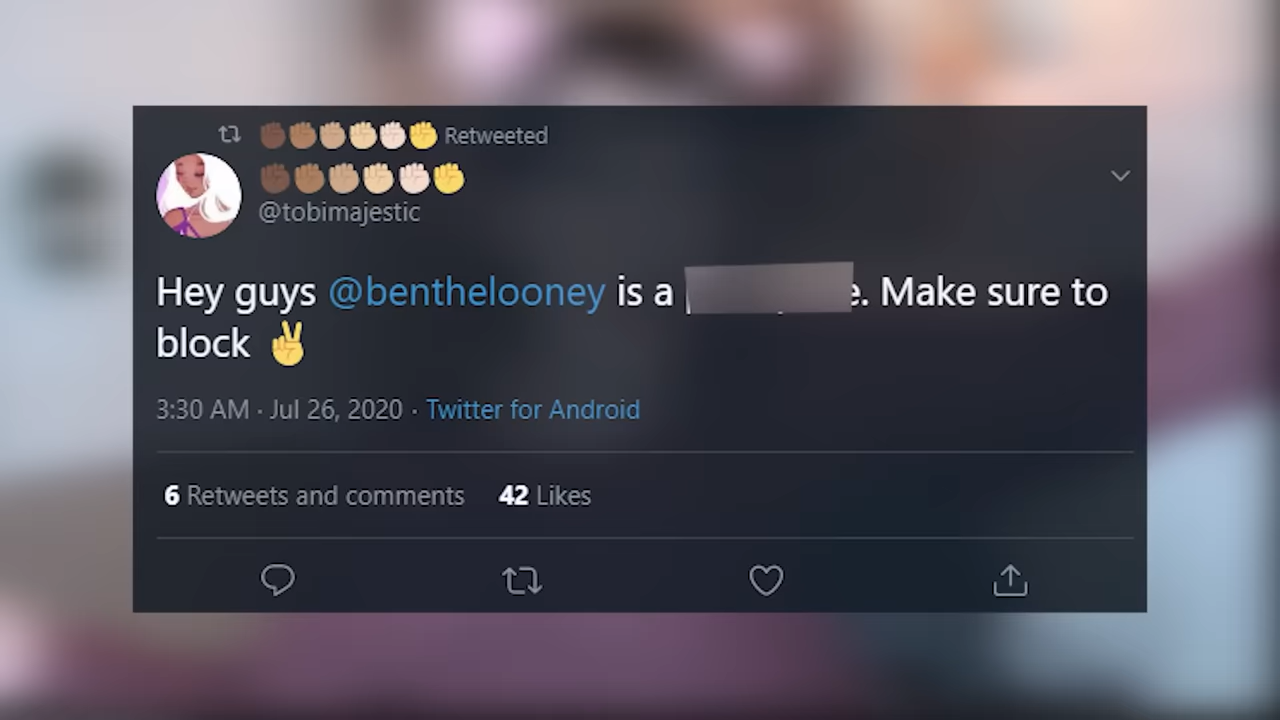 ✊🏿✊🏾✊🏽✊🏼✊🏻✊ Retweeted
✊🏿✊🏾✊🏽✊🏼✊🏻✊
@tobimajestic
Hey guys @benthelooney is a e. Make sure to
block ✌
3:30 AM · Jul 26, 2020 · Twitter for Android
6 Retweets and comments 42 Likes